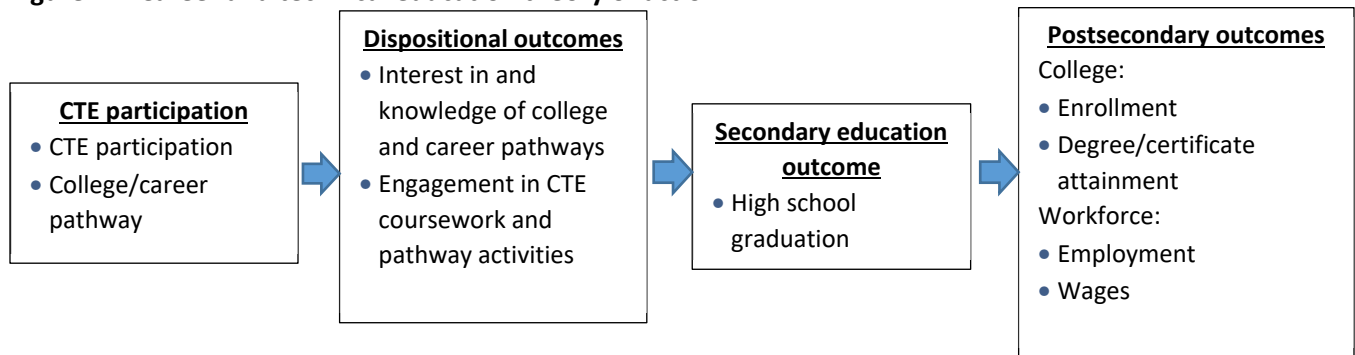 CTE participation
• CTE participation
• College/career
pathway
Dispositional outcomes
• Interest in and
knowledge of college
and career pathways
• Engagement in CTE
coursework and
pathway activities
Secondary education
outcome
• High school
graduation
Postsecondary outcomes
College:
• Enrollment
• Degree/certificate
attainment
Workforce:
• Employment
• Wages